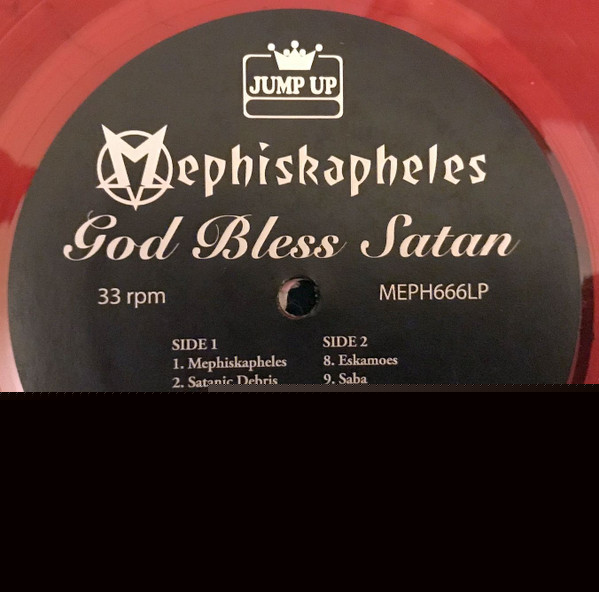 JUMP UP
Mephiskapheles
God Bless Satan
33 rpm MEPH666LP
SIDE 1 SIDE 2
1. Mephiskapheles 8. Eskamoes
2. Satanic Debris 9. Saba